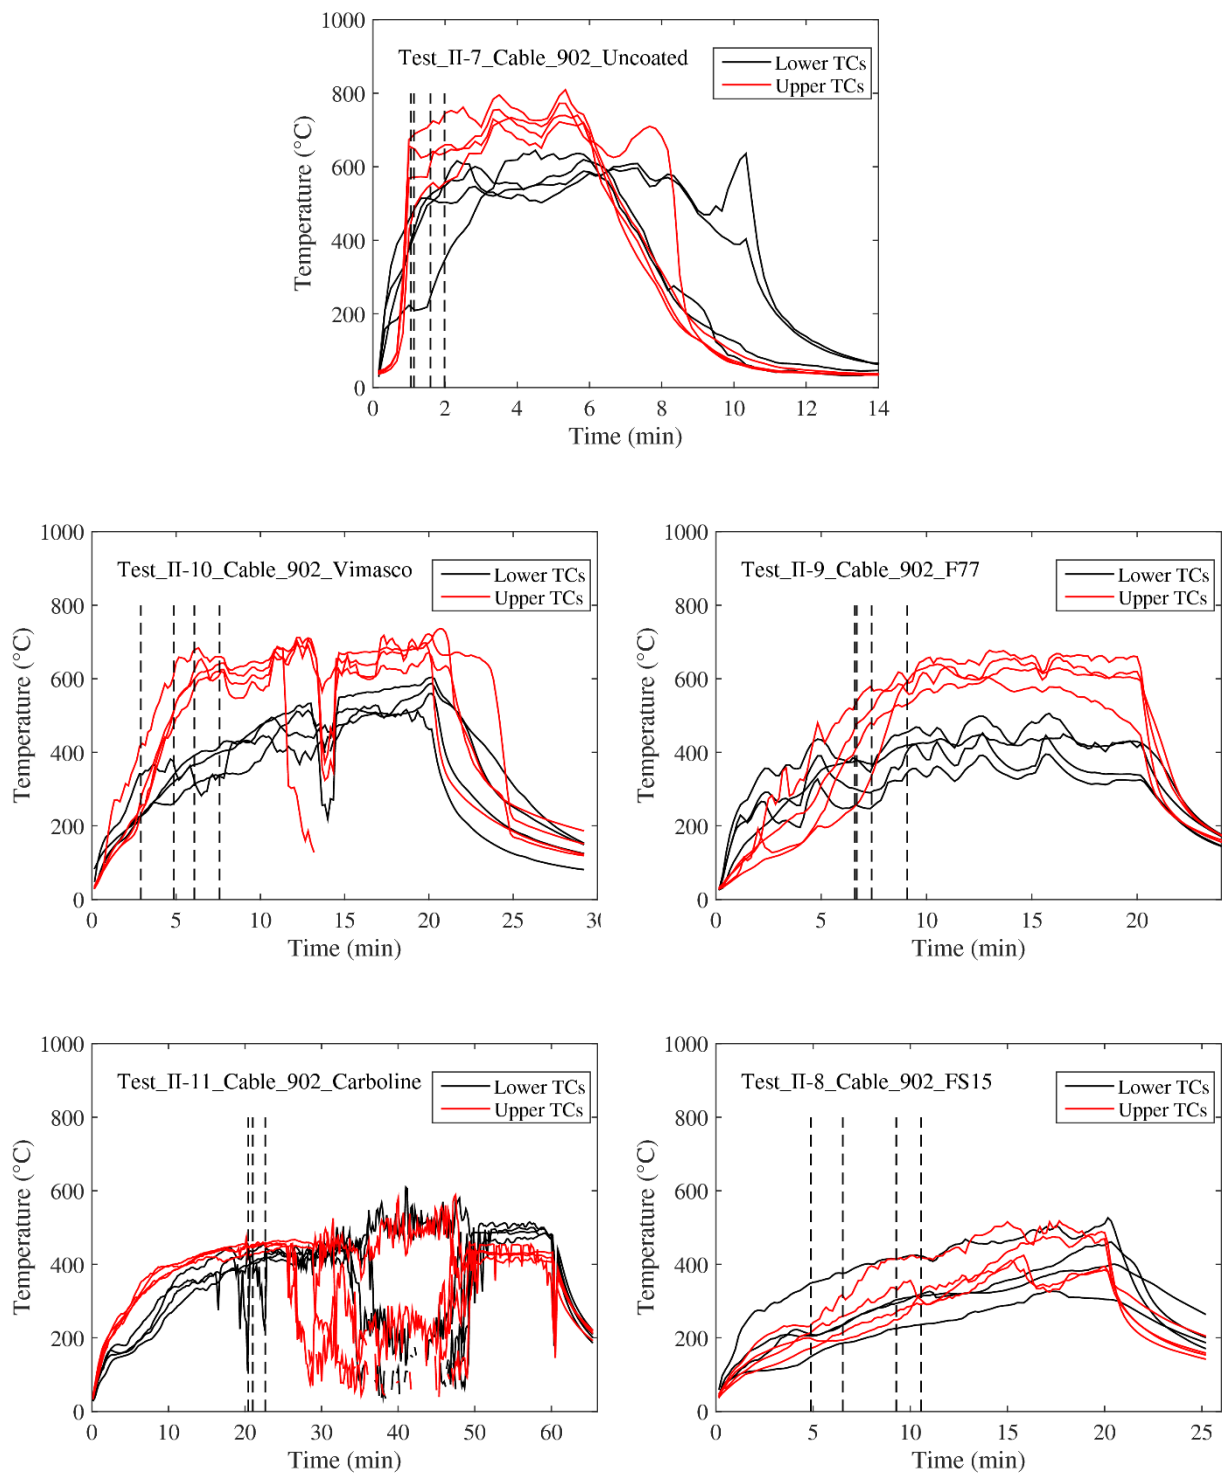 1000
800
600
400
200
0
Temperature (°C)
Test_II-7_Cable_902_Uncoated
Lower TCs
Upper TCs
0 2 4 6 8 10 12 14
Time (min)
1000
800
600
400
200
0
Temperature (°C)
Test_II-10_Cable_902_Vimasco
Lower TCs
Upper TCs
0 5 10 15 20 25 30
Time (min)
1000
800
600
400
200
0
Temperature (°C)
Test_II-9_Cable_902_F77
Lower TCs
Upper TCs
0 5 10 15 20
Time (min)
1000
800
600
400
200
0
Temperature (°C)
Test_II-11_Cable_902_Carboline
Lower TCs
Upper TCs
0 10 20 30 40 50 60
Time (min)
1000
800
600
400
200
0
Temperature (°C)
Test_II-8_Cable_902_FS15
Lower TCs
Upper TCs
0 5 10 15 20 25
Time (min)